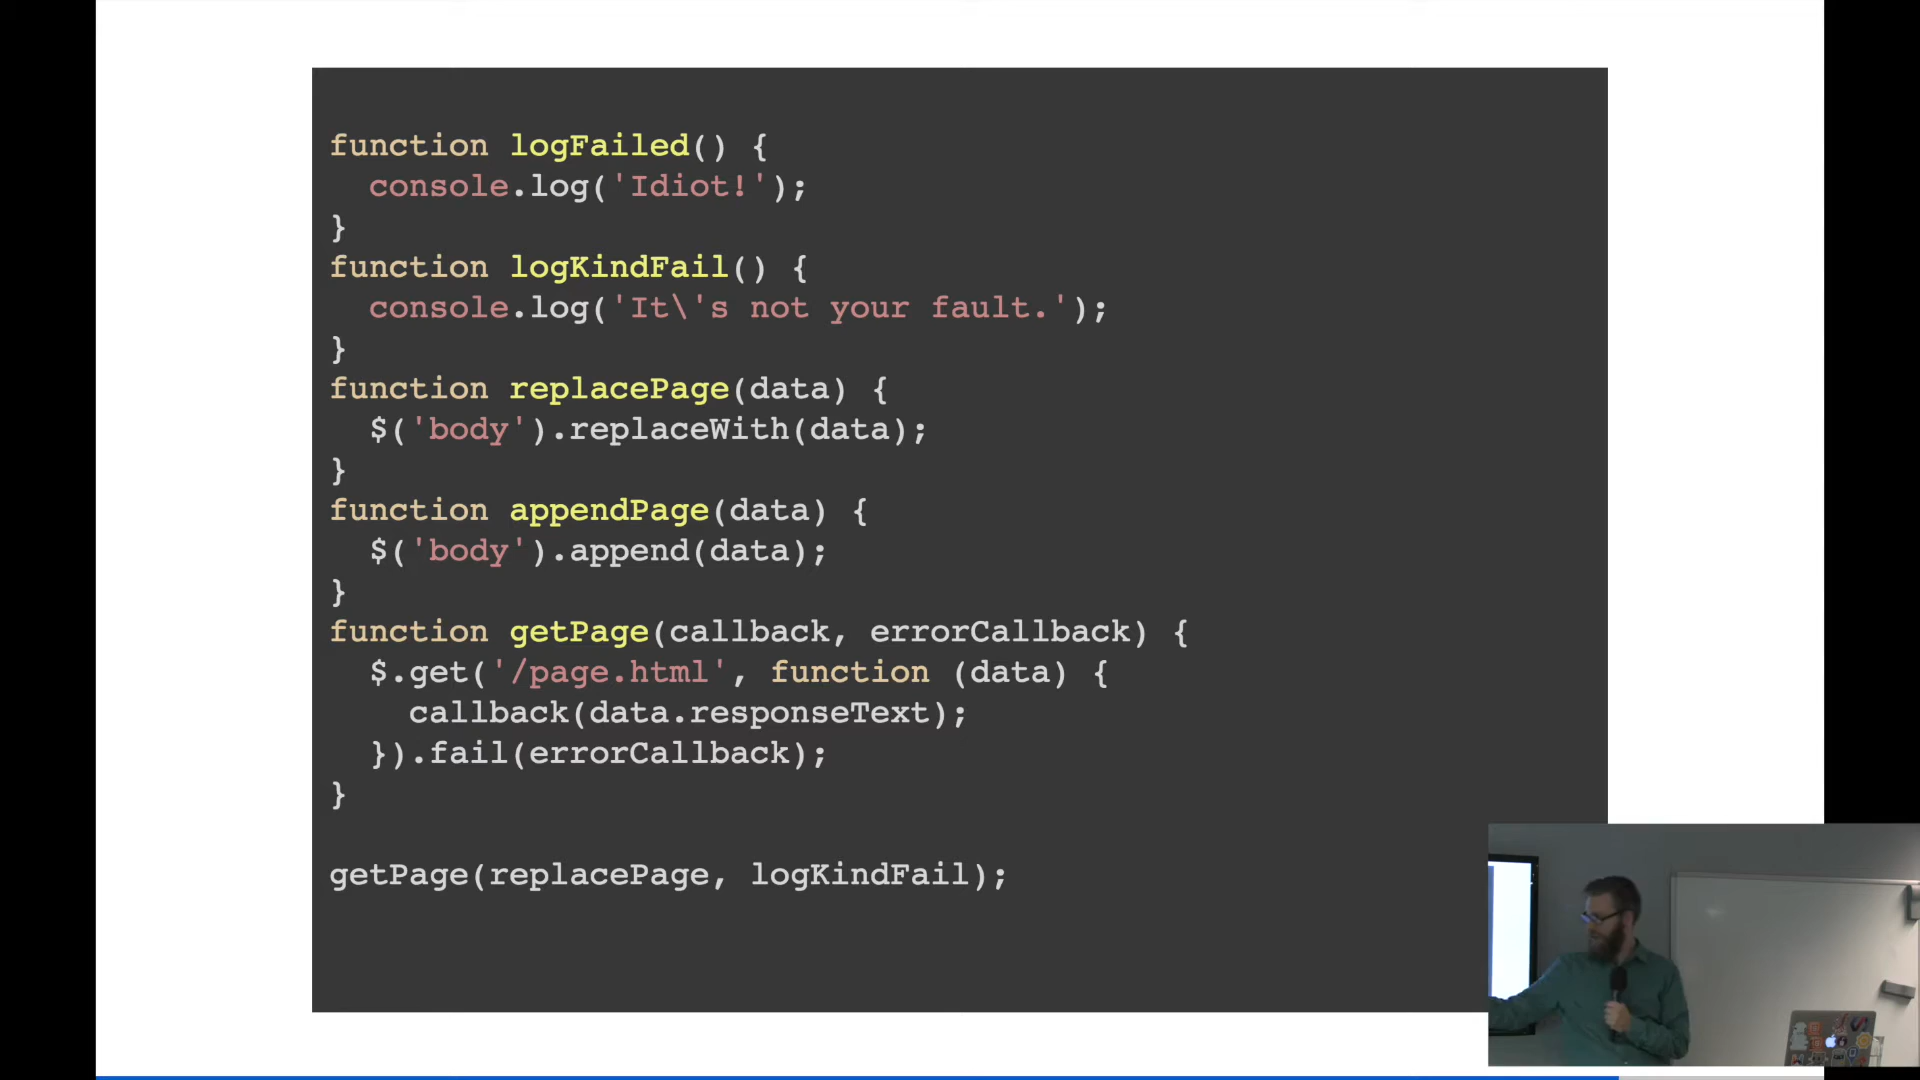 function logFailed() {
console.log('Idiot!');
}
function logKindFail() {
console.log('It\'s not your fault.');
}
function replacePage(data) {
$('body').replaceWith(data);
}
function appendPage(data) {
$('body').append(data);
}
function getPage(callback, errorCallback) {
$.get('/page.html', function (data) {
callback(data.responseText);
}).fail(errorCallback);
}
getPage(replacePage, logKindFail);